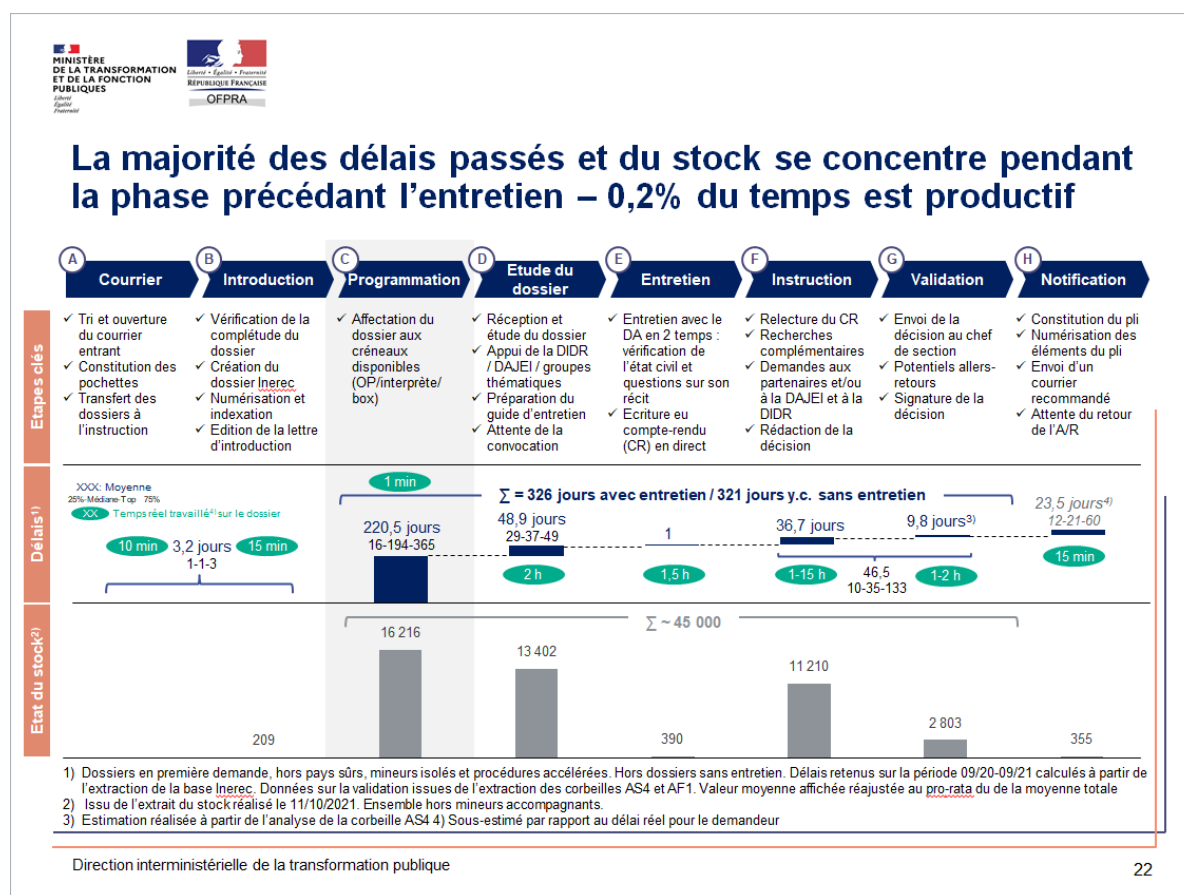 MINISTÈRE
DE LA TRANSFORMATION
ET DE LA FONCTION
PUBLIQUES
Liberté
Égalité
Fraternité
Liberté • Égalité • Fraternité
RÉPUBLIQUE FRANÇAISE
OFPRA
La majorité des délais passés et du stock se concentre pendant
la phase précédant l'entretien – 0,2% du temps est productif
A
Courrier
B
Introduction
C
Programmation
D
Etude du
dossier
E
Entretien
F
Instruction
G
Validation
H
Notification
Etapes clés
✓ Tri et ouverture
du courrier
entrant
✓ Constitution des
pochettes
✓ Transfert des
dossiers à
l'instruction
✓ Vérification de la
complétude du
dossier
✓ Création du
dossier Inerec
✓ Numérisation et
indexation
✓ Edition de la lettre
d'introduction
✓ Affectation du
dossier aux
créneaux
disponibles
(OP/interprète/
box)
✓ Réception et
étude du dossier
✓ Appui de la DIDR
/ DAJEI / groupes
thématiques
✓ Préparation du
guide d'entretien
✓ Attente de la
convocation
✓ Entretien avec le
DA en 2 temps :
vérification de
l'état civil et
questions sur son
récit
✓ Ecriture eu
compte-rendu
(CR) en direct
✓ Relecture du CR
✓ Recherches
complémentaires
✓ Demandes aux
partenaires et/ou
à la DAJEI et à la
DIDR
✓ Rédaction de la
décision
✓ Envoi de la
décision au chef
de section
✓ Potentiels allers-
retours
✓ Signature de la
décision
✓ Constitution du pli
✓ Numérisation des
éléments du pli
✓ Envoi d'un
courrier
recommandé
✓ Attente du retour
de l'A/R
Délais1)
XXX: Moyenne
25%-Médiane-Top 75%
XX Temps réel travaillé4) sur le dossier
10 min 3,2 jours 15 min
1-1-3
1 min
∑ = 326 jours avec entretien / 321 jours y.c. sans entretien
220,5 jours
16-194-365
48,9 jours
29-37-49
2 h
1
1,5 h
36,7 jours
1-15 h
9,8 jours3)
46,5
10-35-133
1-2 h
23,5 jours4)
12-21-60
15 min
Etat du stock2)
∑ ~ 45 000
209
16 216
13 402
390
11 210
2 803
355
1) Dossiers en première demande, hors pays sûrs, mineurs isolés et procédures accélérées. Hors dossiers sans entretien. Délais retenus sur la période 09/20-09/21 calculés à partir de
l'extraction de la base Inerec. Données sur la validation issues de l'extraction des corbeilles AS4 et AF1. Valeur moyenne affichée réajustée au pro-rata du de la moyenne totale
2) Issu de l'extrait du stock réalisé le 11/10/2021. Ensemble hors mineurs accompagnants.
3) Estimation réalisée à partir de l'analyse de la corbeille AS4 4) Sous-estimé par rapport au délai réel pour le demandeur
Direction interministérielle de la transformation publique
22